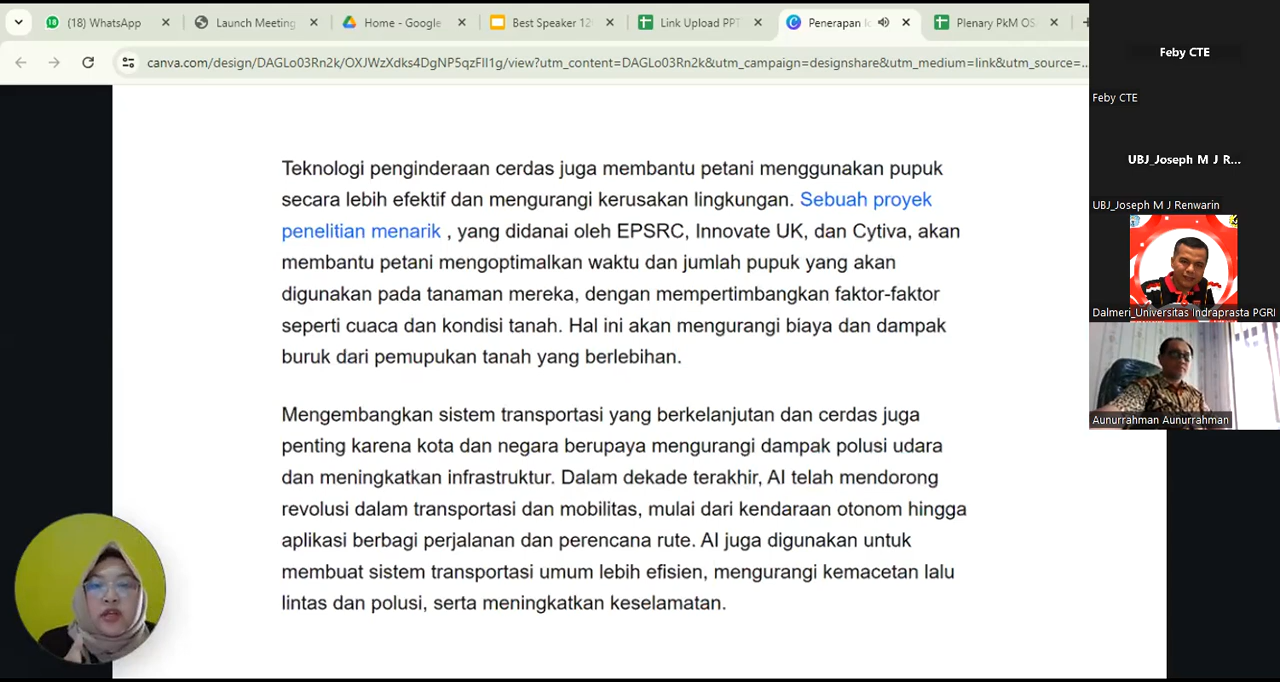 (18) WhatsApp
Launch Meeting
Home - Google
Best Speaker 12
Link Upload PPT
Penerapan
Plenary PkM OS
canva.com/design/DAGLo03Rn2k/OXJWzXdks4DgNP5qzFlI1g/view?utm_content=DAGLo03Rn2k&utm_campaign=designshare&utm_medium=link&utm_source=...
Teknologi penginderaan cerdas juga membantu petani menggunakan pupuk
secara lebih efektif dan mengurangi kerusakan lingkungan. Sebuah proyek
penelitian menarik , yang didanai oleh EPSRC, Innovate UK, dan Cytiva, akan
membantu petani mengoptimalkan waktu dan jumlah pupuk yang akan
digunakan pada tanaman mereka, dengan mempertimbangkan faktor-faktor
seperti cuaca dan kondisi tanah. Hal ini akan mengurangi biaya dan dampak
buruk dari pemupukan tanah yang berlebihan.
Mengembangkan sistem transportasi yang berkelanjutan dan cerdas juga
penting karena kota dan negara berupaya mengurangi dampak polusi udara
dan meningkatkan infrastruktur. Dalam dekade terakhir, AI telah mendorong
revolusi dalam transportasi dan mobilitas, mulai dari kendaraan otonom hingga
aplikasi berbagi perjalanan dan perencana rute. AI juga digunakan untuk
membuat sistem transportasi umum lebih efisien, mengurangi kemacetan lalu
lintas dan polusi, serta meningkatkan keselamatan.
Feby CTE
Feby CTE
UBJ_Joseph M J R...
UBJ_Joseph M J Renwarin
Dalmeri_Universitas Indraprasta PGRI
Aunurrahman Aunurrahman